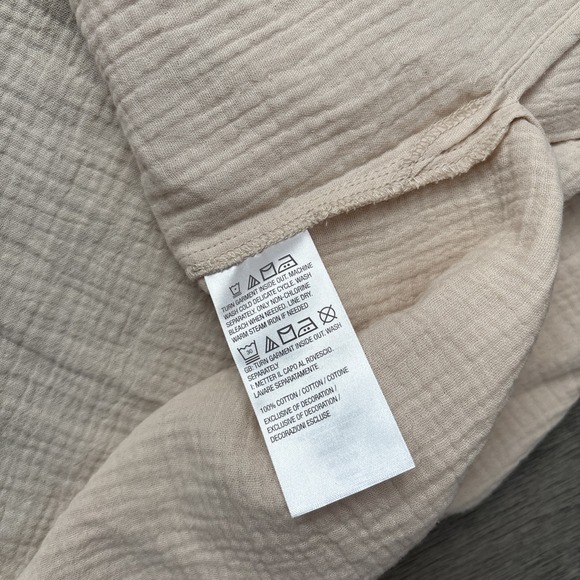 TURN GARMENT INSIDE OUT. MACHINE
WASH COLD DELICATE CYCLE. WASH
SEPARATELY. ONLY NON-CHLORINE
BLEACH WHEN NEEDED. LINE DRY.
WARM STEAM IRON IF NEEDED
30
GB: TURN GARMENT INSIDE OUT. WASH
SEPARATELY
I: METTER IL CAPO AL ROVESCIO.
LAVARE SEPARATAMENTE.
100% COTTON / COTTON / COTONE
EXCLUSIVE OF DECORATION /
EXCLUSIVE OF DECORATION /
DECORAZIONI ESCLUSE